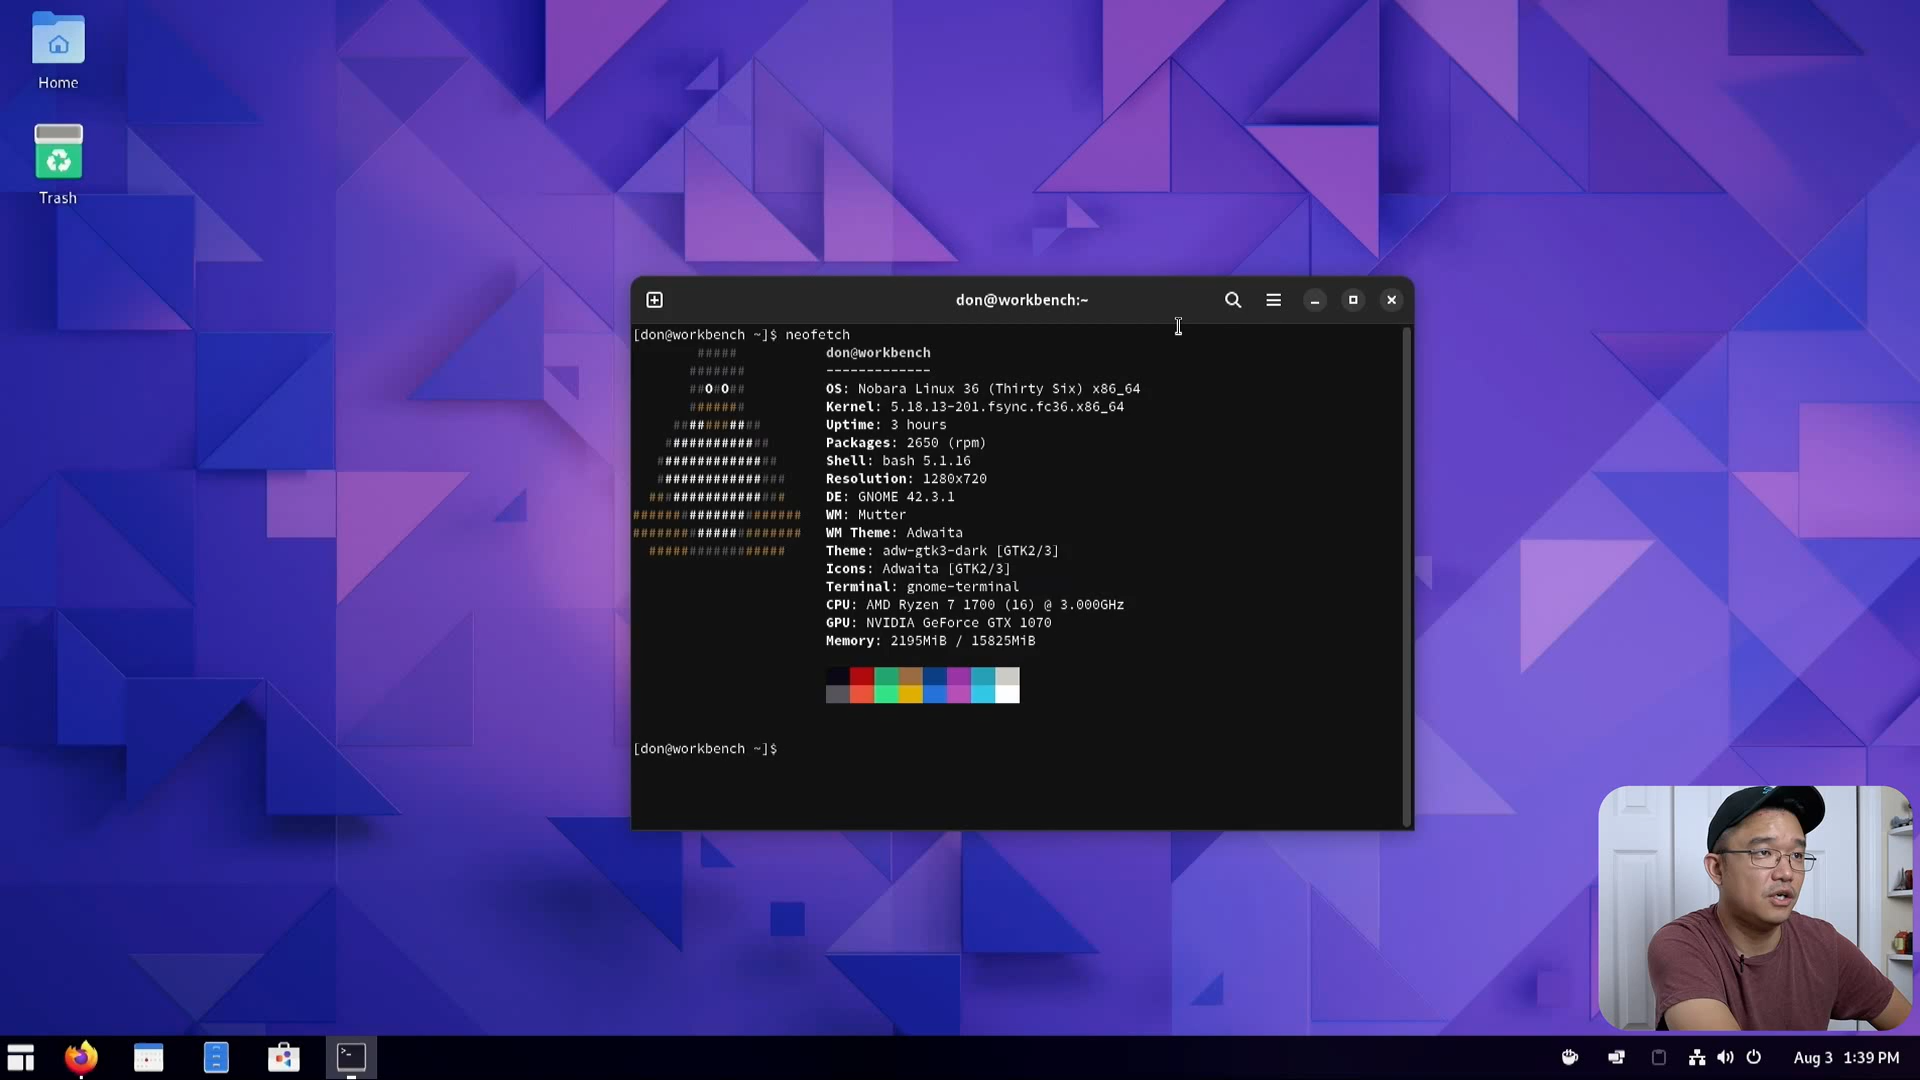 Home
Trash
don@workbench:~
[don@workbench ~]$ neofetch
#####
#######
##O#O##
#######
###########
#############
###############
###############
#################
#####################
#####################
#################
don@workbench
-------------
OS: Nobara Linux 36 (Thirty Six) x86_64
Kernel: 5.18.13-201.fsync.fc36.x86_64
Uptime: 3 hours
Packages: 2650 (rpm)
Shell: bash 5.1.16
Resolution: 1280x720
DE: GNOME 42.3.1
WM: Mutter
WM Theme: Adwaita
Theme: adw-gtk3-dark [GTK2/3]
Icons: Adwaita [GTK2/3]
Terminal: gnome-terminal
CPU: AMD Ryzen 7 1700 (16) @ 3.000GHz
GPU: NVIDIA GeForce GTX 1070
Memory: 2195MiB / 15825MiB
[don@workbench ~]$
Aug 3 1:39 PM